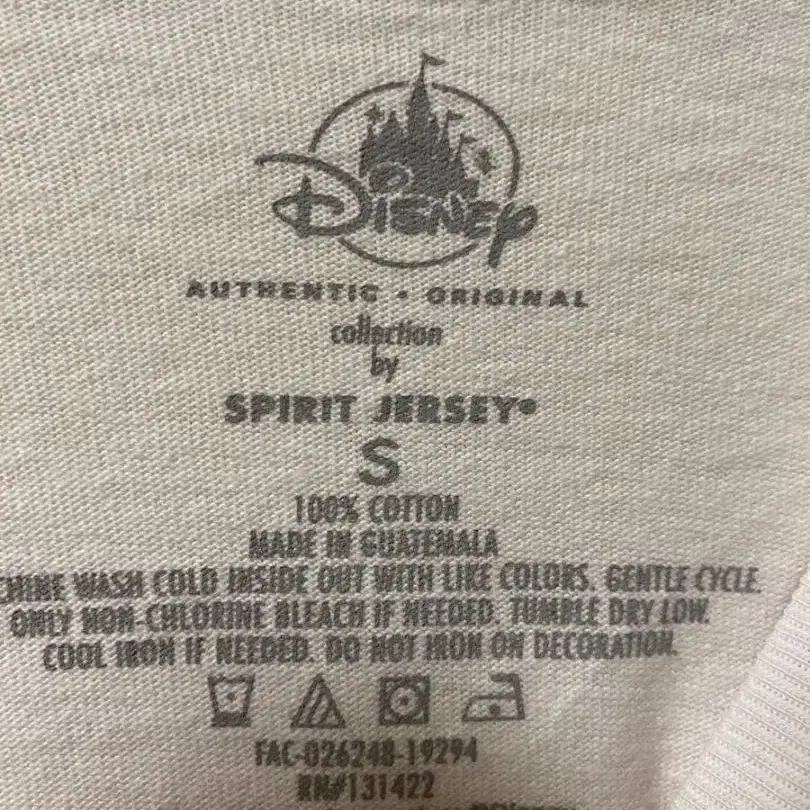 DISNEY
AUTHENTIC • ORIGINAL
collection
by
SPIRIT JERSEY®
S
100% COTTON
MADE IN GUATEMALA
CHINE WASH COLD INSIDE OUT WITH LIKE COLORS. GENTLE CYCLE.
ONLY NON-CHLORINE BLEACH IF NEEDED. TUMBLE DRY LOW.
COOL IRON IF NEEDED. DO NOT IRON ON DECORATION.
FAC-026248-19294
RN#131422